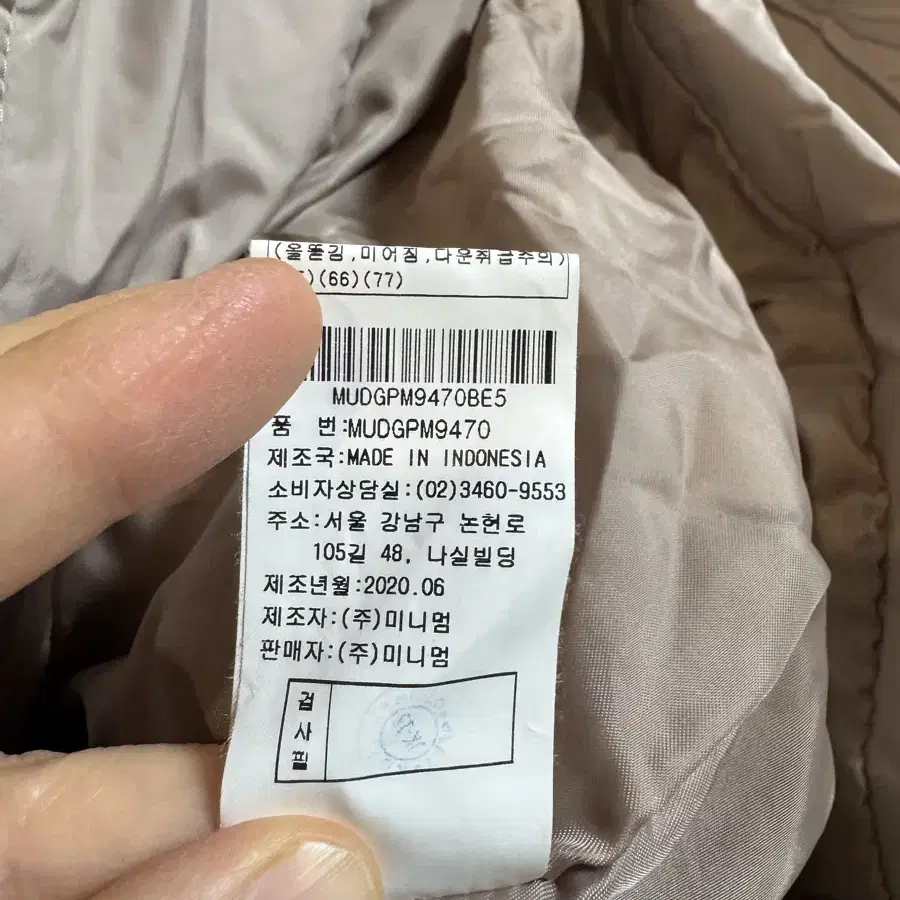 (올뜯김,미어짐,다운취급주의)
)(66)(77)
MUDGPM9470BE5
품 번:MUDGPM9470
제조국:MADE IN INDONESIA
소비자상담실:(02)3460-9553
주소:서울 강남구 논현로
105길 48, 나실빌딩
제조년월:2020.06
제조자:(주)미니멈
판매자:(주)미니멈
검사필